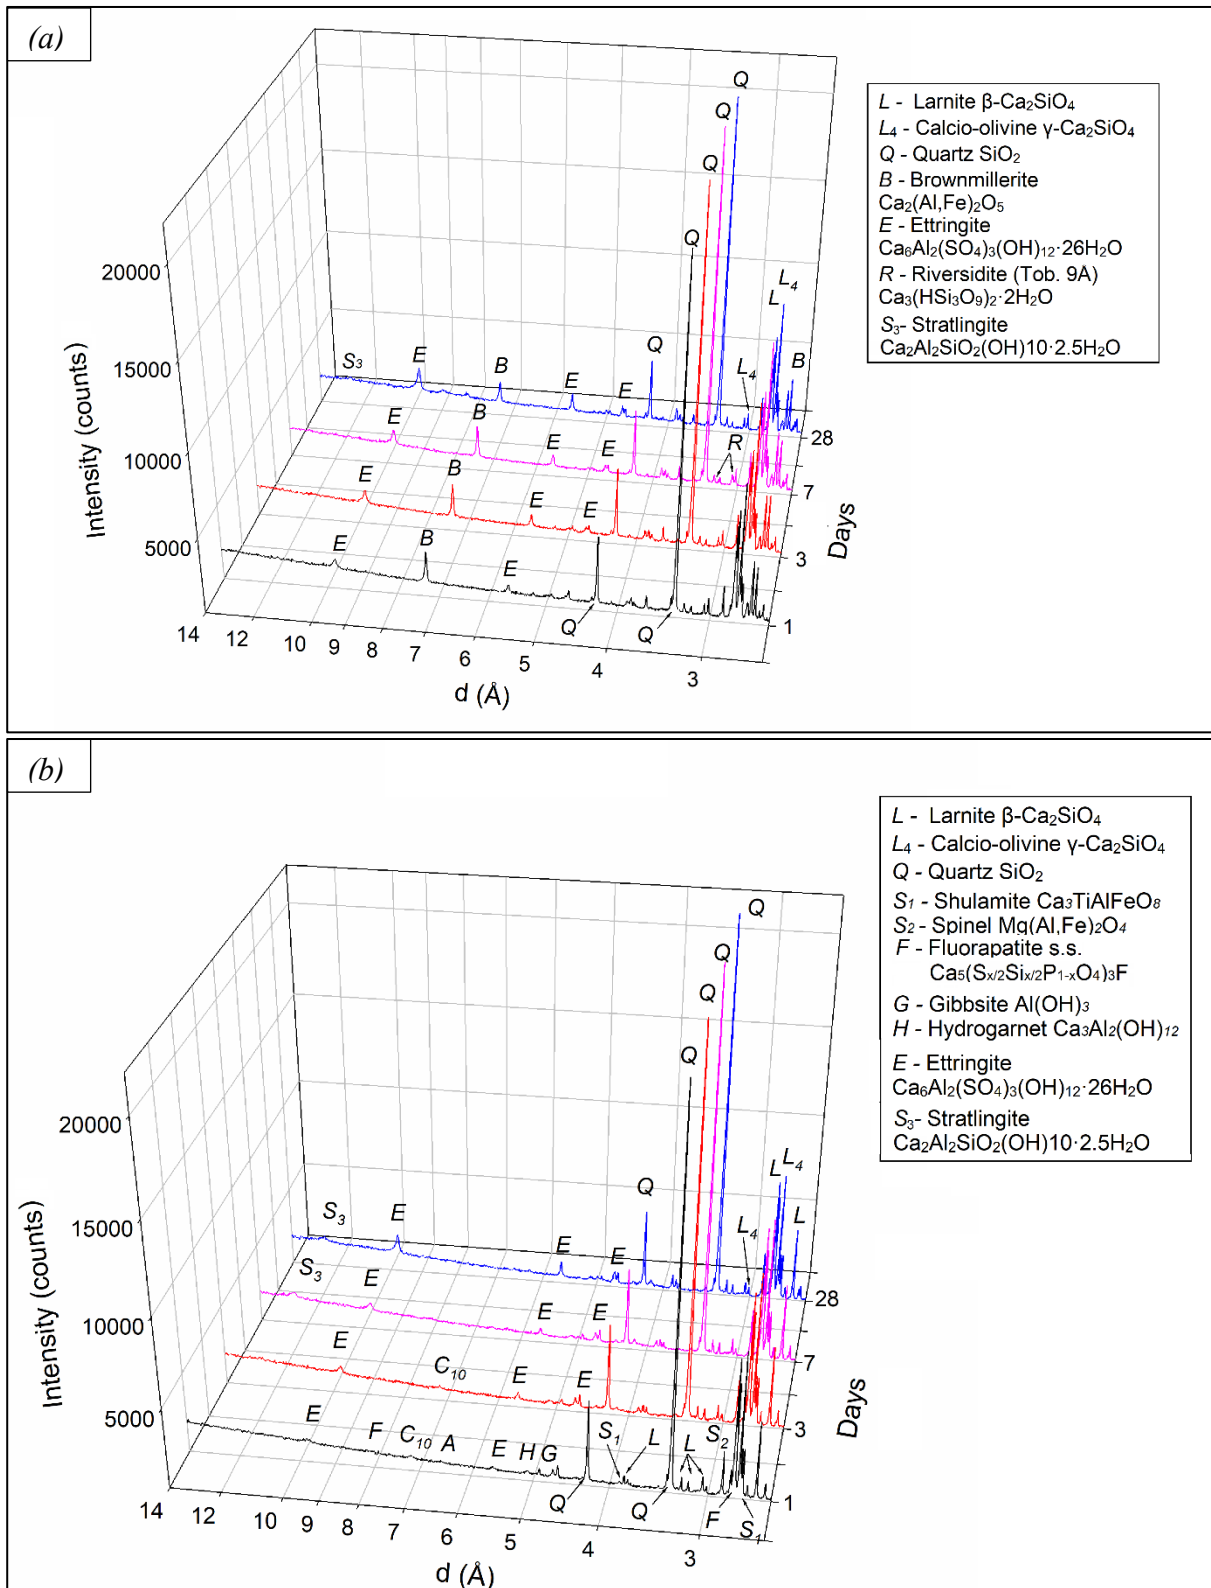 (a)
L - Larnite β-Ca₂SiO₄
L₄ - Calcio-olivine γ-Ca₂SiO₄
Q - Quartz SiO₂
B - Brownmillerite
Ca₂(Al,Fe)₂O₅
E - Ettringite
Ca₆Al₂(SO₄)₃(OH)₁₂·26H₂O
R - Riversidite (Tob. 9Å)
Ca₃(HSi₃O₉)₂·2H₂O
S₃- Stratlingite
Ca₂Al₂SiO₂(OH)10·2.5H₂O
Q
Q
Q
Q
L₄
L
S₃ E B E E Q L₄ B
28
E B E E R
7
E B E E
3
E B E
1
Q Q
20000
15000
10000
5000
Intensity (counts)
14 12 10 9 8 7 6 5 4 3
d (Å)
Days
(b)
L - Larnite β-Ca₂SiO₄
L₄ - Calcio-olivine γ-Ca₂SiO₄
Q - Quartz SiO₂
S₁ - Shulamite Ca₃TiAlFeO₈
S₂ - Spinel Mg(Al,Fe)₂O₄
F - Fluorapatite s.s.
Ca₅(Sₓ/₂Siₓ/₂P₁₋ₓO₄)₃F
G - Gibbsite Al(OH)₃
H - Hydrogarnet Ca₃Al₂(OH)₁₂
E - Ettringite
Ca₆Al₂(SO₄)₃(OH)₁₂·26H₂O
S₃- Stratlingite
Ca₂Al₂SiO₂(OH)10·2.5H₂O
Q
Q
Q
Q
L L₄
S₃ E E E Q L₄ L
28
S₃ E E E
7
E C₁₀ E E
3
E F C₁₀ A E H G S₁ L L S₂
1
Q Q F S₁
20000
15000
10000
5000
Intensity (counts)
14 12 10 9 8 7 6 5 4 3
d (Å)
Days